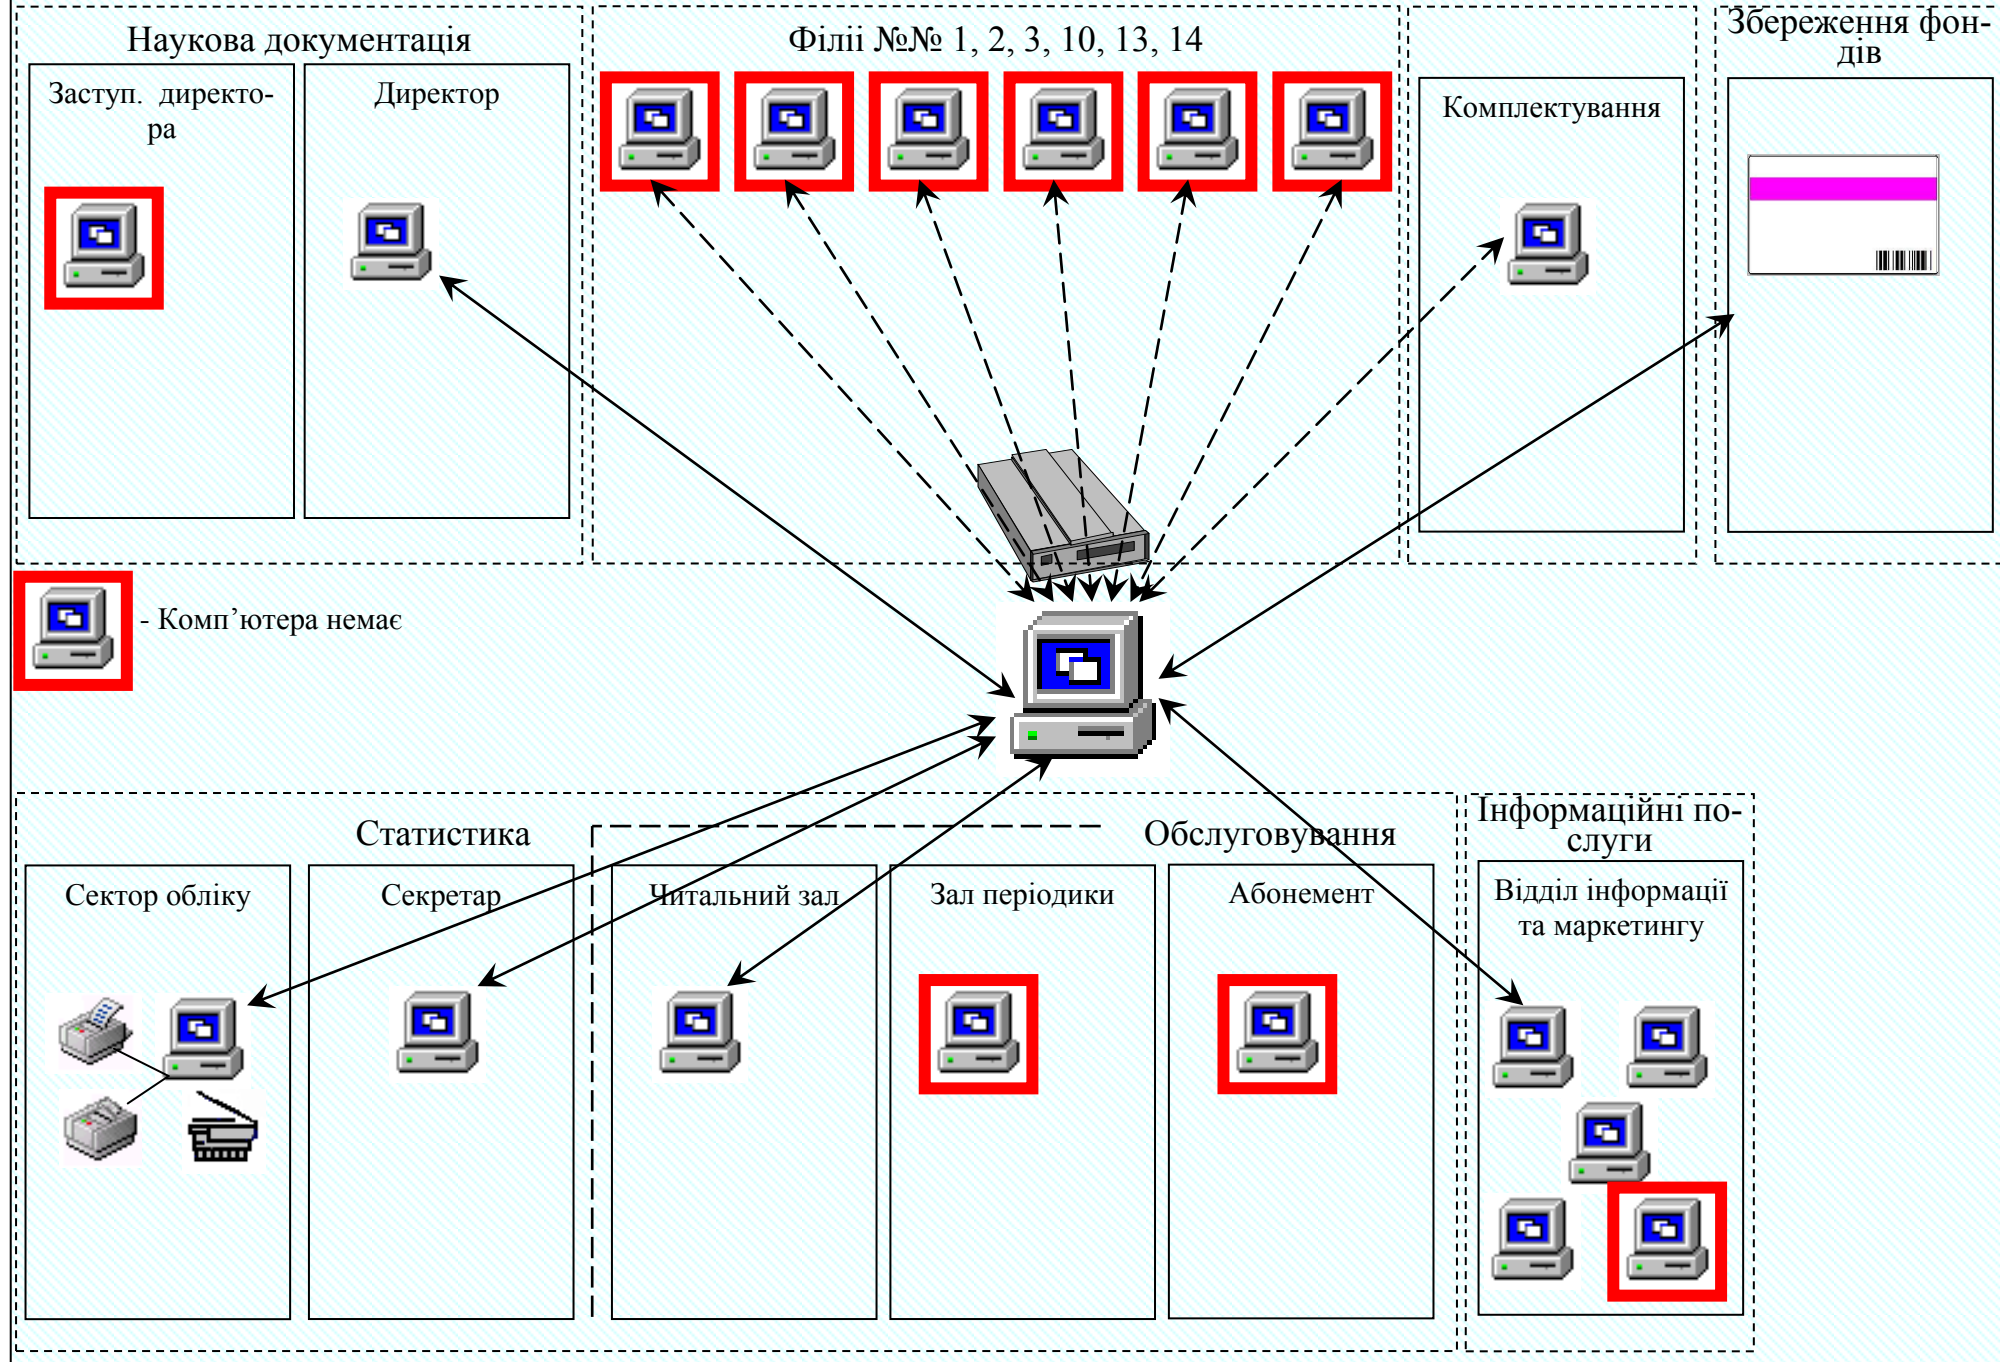 Наукова документація
Заступ. директо-
ра
Директор
Філіі №№ 1, 2, 3, 10, 13, 14
Комплектування
Збереження фон-
дів
- Комп’ютера немає
Статистика
Сектор обліку
Секретар
Обслуговування
Читальний зал
Зал періодики
Абонемент
Інформаційні по-
слуги
Відділ інформації
та маркетингу